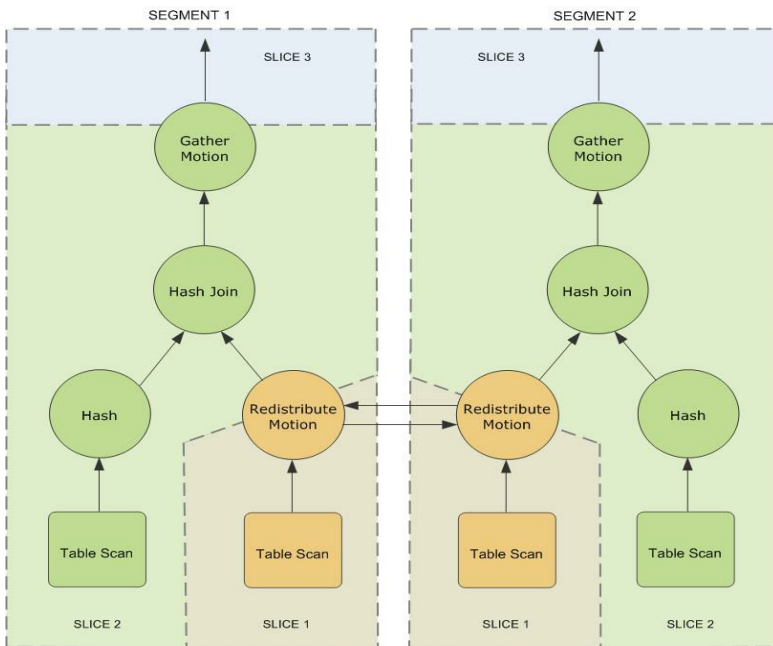 SEGMENT 1
SEGMENT 2
SLICE 3
SLICE 3
Gather
Motion
Gather
Motion
Hash Join
Hash Join
Hash
Redistribute
Motion
Redistribute
Motion
Hash
Table Scan
Table Scan
Table Scan
Table Scan
SLICE 2
SLICE 1
SLICE 1
SLICE 2